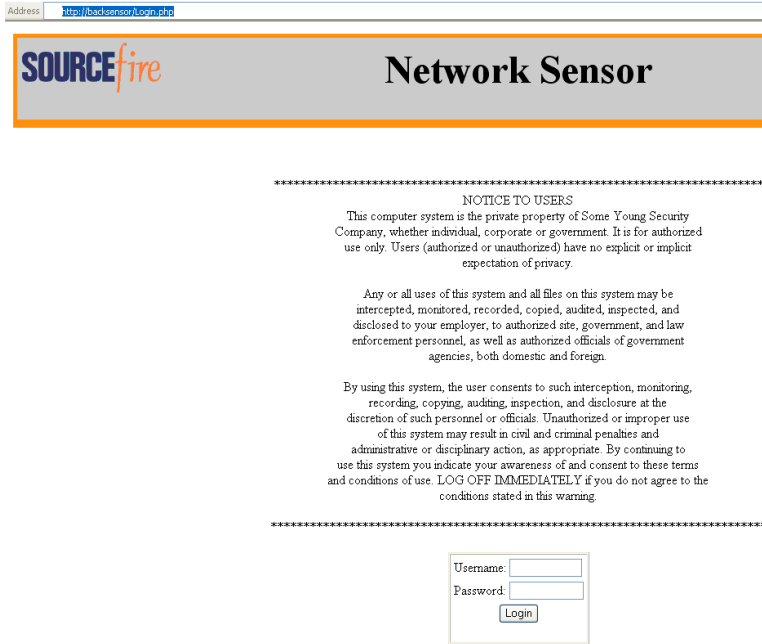 Address http://backsensor/Login.php
SOURCEfire
Network Sensor
******************************************************************************
NOTICE TO USERS
This computer system is the private property of Some Young Security
Company, whether individual, corporate or government. It is for authorized
use only. Users (authorized or unauthorized) have no explicit or implicit
expectation of privacy.
Any or all uses of this system and all files on this system may be
intercepted, monitored, recorded, copied, audited, inspected, and
disclosed to your employer, to authorized site, government, and law
enforcement personnel, as well as authorized officials of government
agencies, both domestic and foreign.
By using this system, the user consents to such interception, monitoring,
recording, copying, auditing, inspection, and disclosure at the
discretion of such personnel or officials. Unauthorized or improper use
of this system may result in civil and criminal penalties and
administrative or disciplinary action, as appropriate. By continuing to
use this system you indicate your awareness of and consent to these terms
and conditions of use. LOG OFF IMMEDIATELY if you do not agree to the
conditions stated in this warning.
******************************************************************************
Username:
Password:
Login